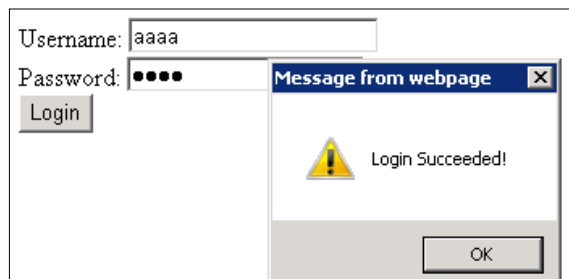 Username: aaaa
Password: ●●●●
Login
Message from webpage
Login Succeeded!
OK